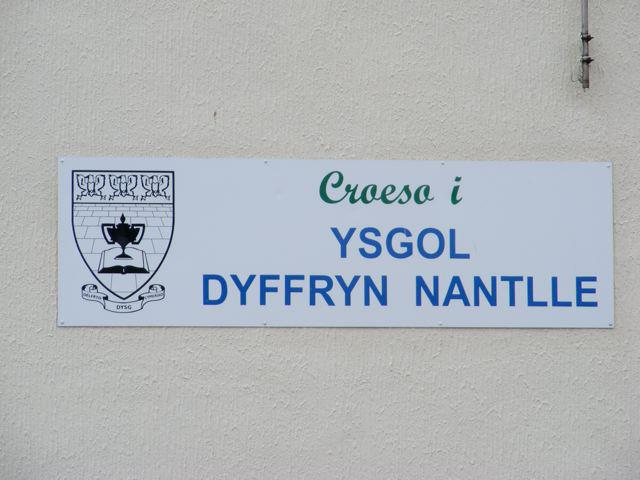 Croeso i
YSGOL
DYFFRYN NANTLLE
DYSG